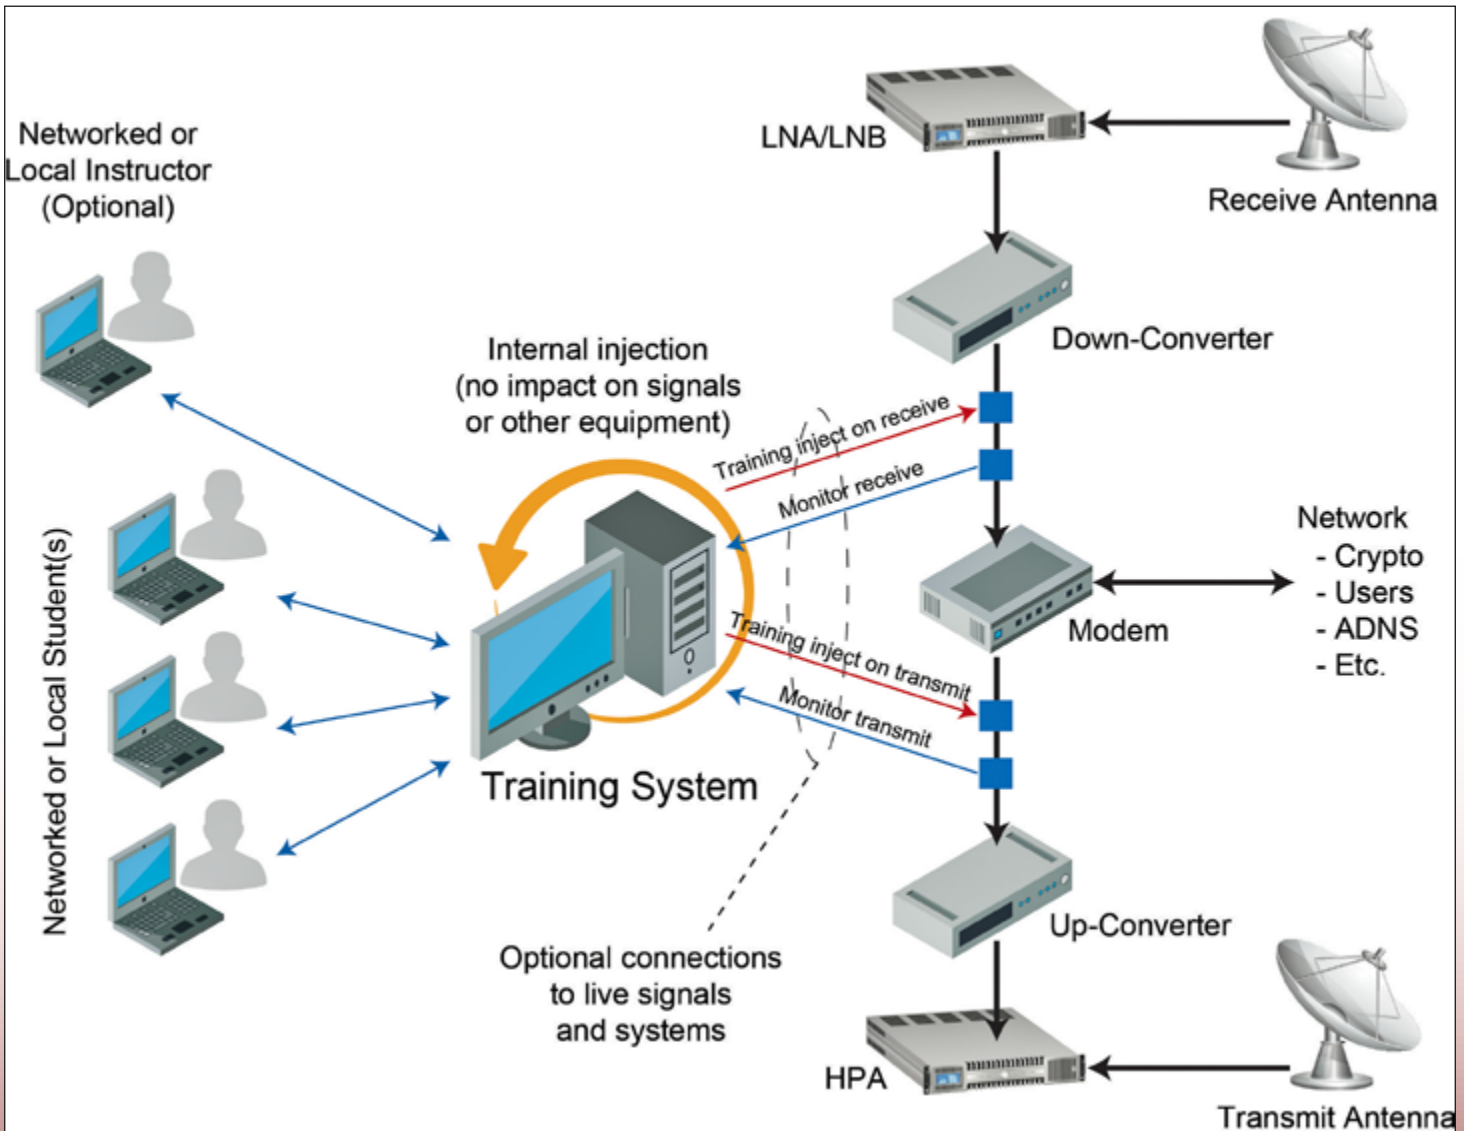 Networked or
Local Instructor
(Optional)
Networked or Local Student(s)
Internal injection
(no impact on signals
or other equipment)
Training System
Training inject on receive
Monitor receive
Training inject on transmit
Monitor transmit
Optional connections
to live signals
and systems
LNA/LNB
Receive Antenna
Down-Converter
Modem
Network
- Crypto
- Users
- ADNS
- Etc.
Up-Converter
HPA
Transmit Antenna